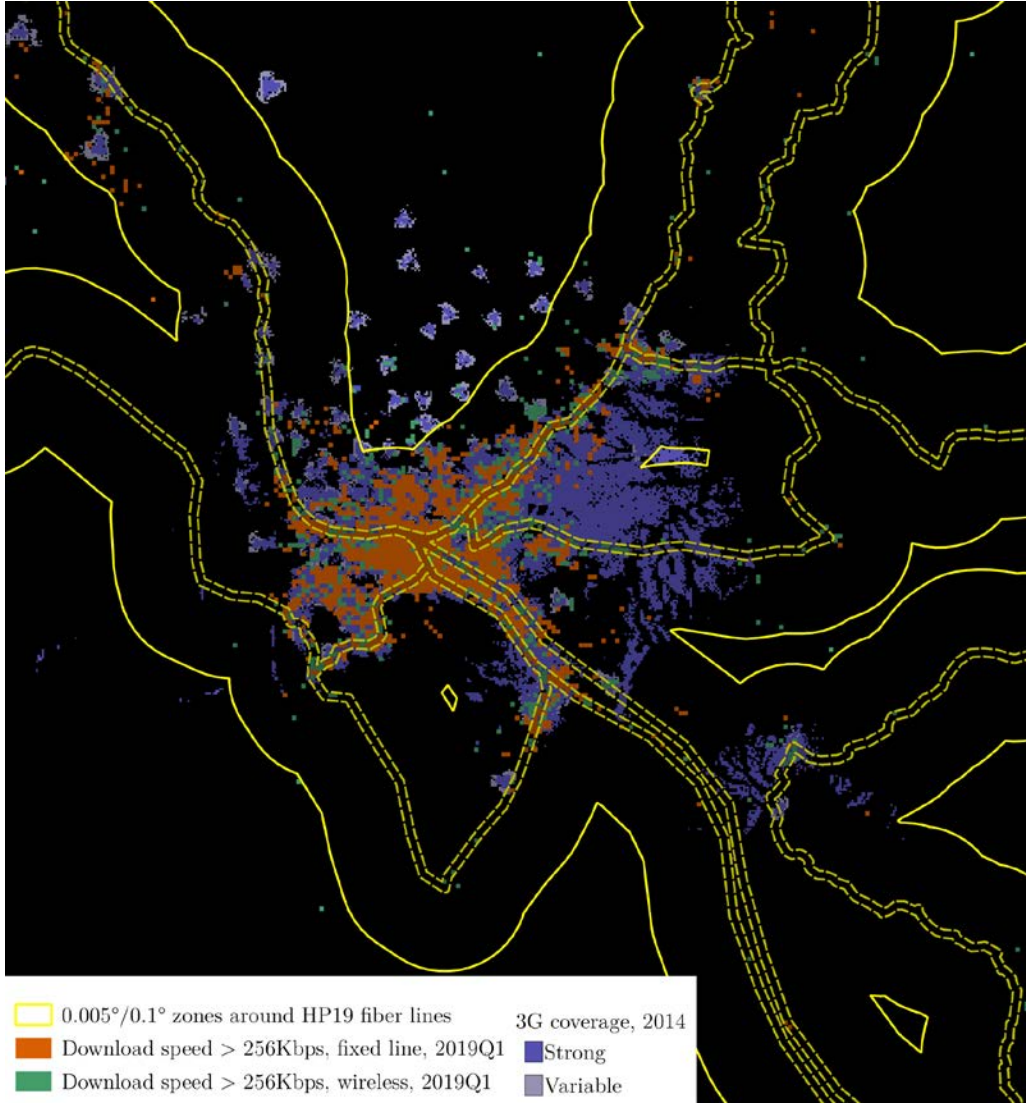 0.005°/0.1° zones around HP19 fiber lines
Download speed > 256Kbps, fixed line, 2019Q1
Download speed > 256Kbps, wireless, 2019Q1
3G coverage, 2014
Strong
Variable